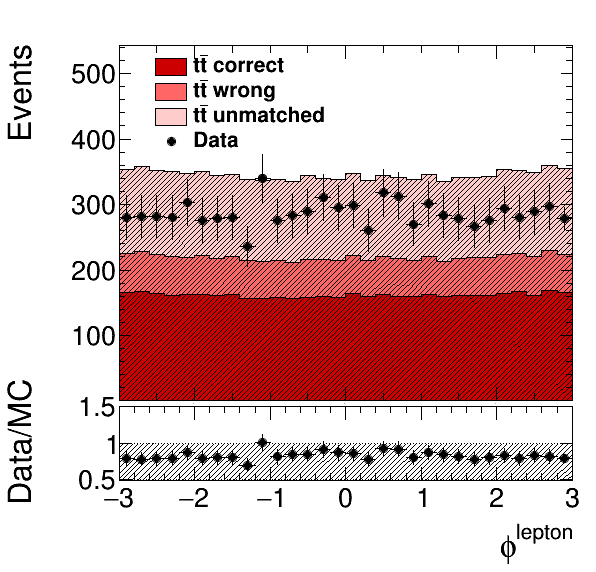 Events
500
400
300
200
100
tt̄ correct
tt̄ wrong
tt̄ unmatched
Data
Data/MC
1.5
1
0.5
−3 −2 −1 0 1 2 3
ϕ^lepton